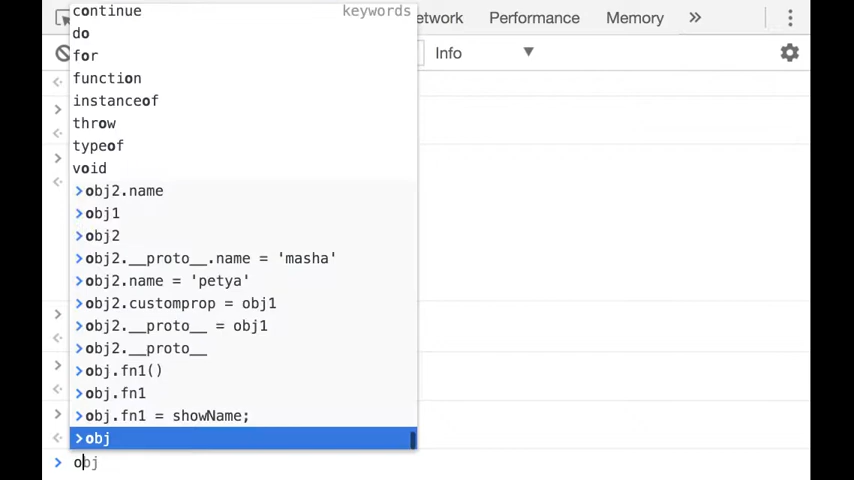 continue keywords
do
for
function
instanceof
throw
typeof
void
>obj2.name
>obj1
>obj2
>obj2.__proto__.name = 'masha'
>obj2.name = 'petya'
>obj2.customprop = obj1
>obj2.__proto__ = obj1
>obj2.__proto__
>obj.fn1()
>obj.fn1
>obj.fn1 = showName;
>obj
> obj
etwork Performance Memory »
Info ▼